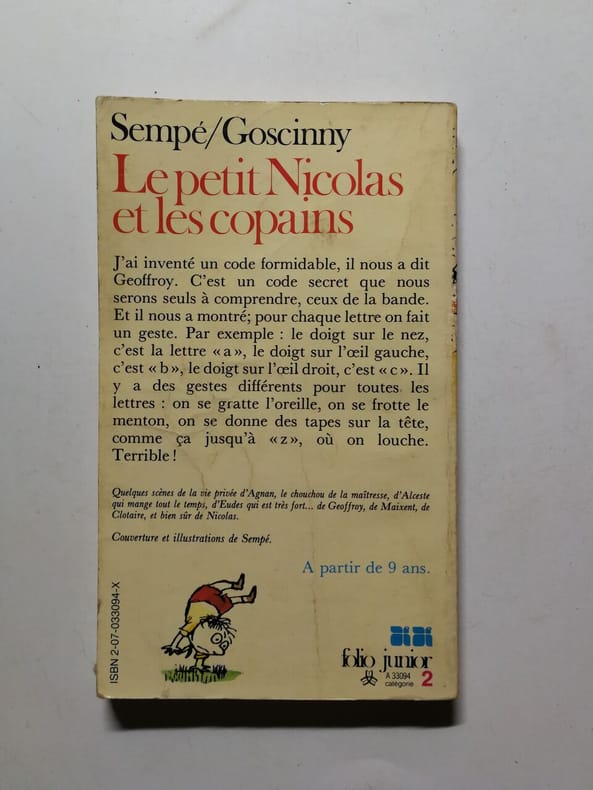 Sempé/Goscinny
Le petit Nicolas
et les copains
J'ai inventé un code formidable, il nous a dit
Geoffroy. C'est un code secret que nous
serons seuls à comprendre, ceux de la bande.
Et il nous a montré; pour chaque lettre on fait
un geste. Par exemple : le doigt sur le nez,
c'est la lettre «a», le doigt sur l'œil gauche,
c'est «b», le doigt sur l'œil droit, c'est «c». Il
y a des gestes différents pour toutes les
lettres : on se gratte l'oreille, on se frotte le
menton, on se donne des tapes sur la tête,
comme ça jusqu'à «z», où on louche.
Terrible !
Quelques scènes de la vie privée d'Agnan, le chouchou de la maîtresse, d'Alceste
qui mange tout le temps, d'Eudes qui est très fort... de Geoffroy, de Maixent, de
Clotaire, et bien sûr de Nicolas.
Couverture et illustrations de Sempé.
A partir de 9 ans.
ISBN 2-07-033094-X
folio junior
A 33094
catégorie 2